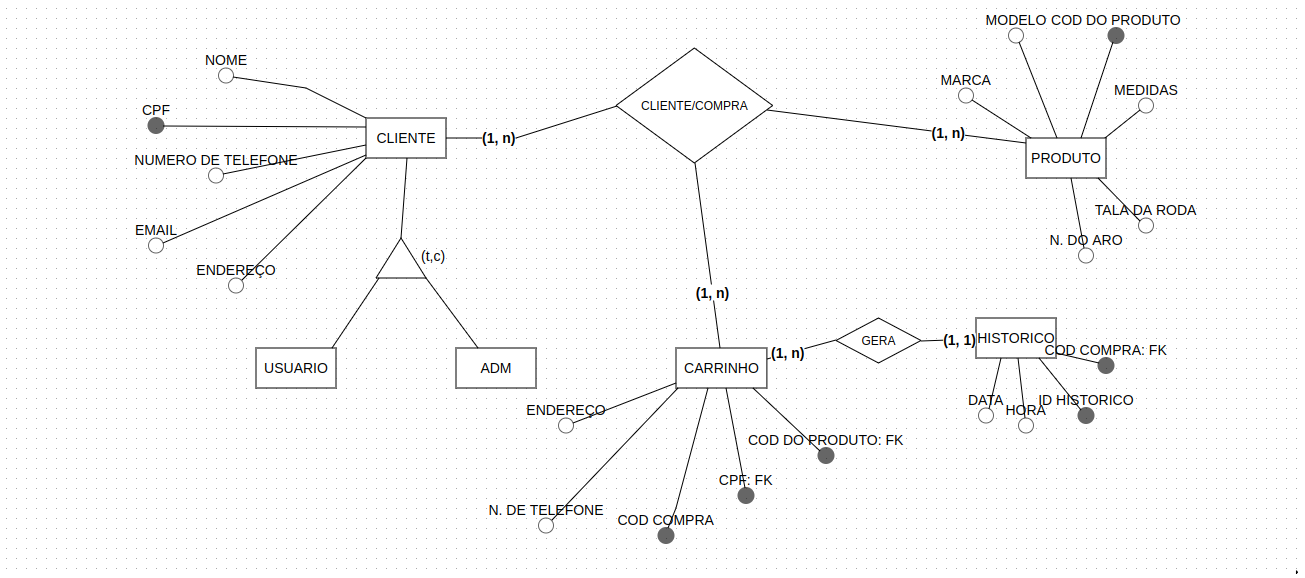 MODELO COD DO PRODUTO
NOME
MARCA
MEDIDAS
CPF
CLIENTE/COMPRA
CLIENTE
(1, n)
(1, n)
NUMERO DE TELEFONE
PRODUTO
TALA DA RODA
EMAIL
N. DO ARO
(t,c)
ENDEREÇO
(1, n)
HISTORICO
GERA
(1, 1)
(1, n)
COD COMPRA: FK
USUARIO
ADM
CARRINHO
DATA
ID HISTORICO
HORA
ENDEREÇO
COD DO PRODUTO: FK
CPF: FK
N. DE TELEFONE
COD COMPRA